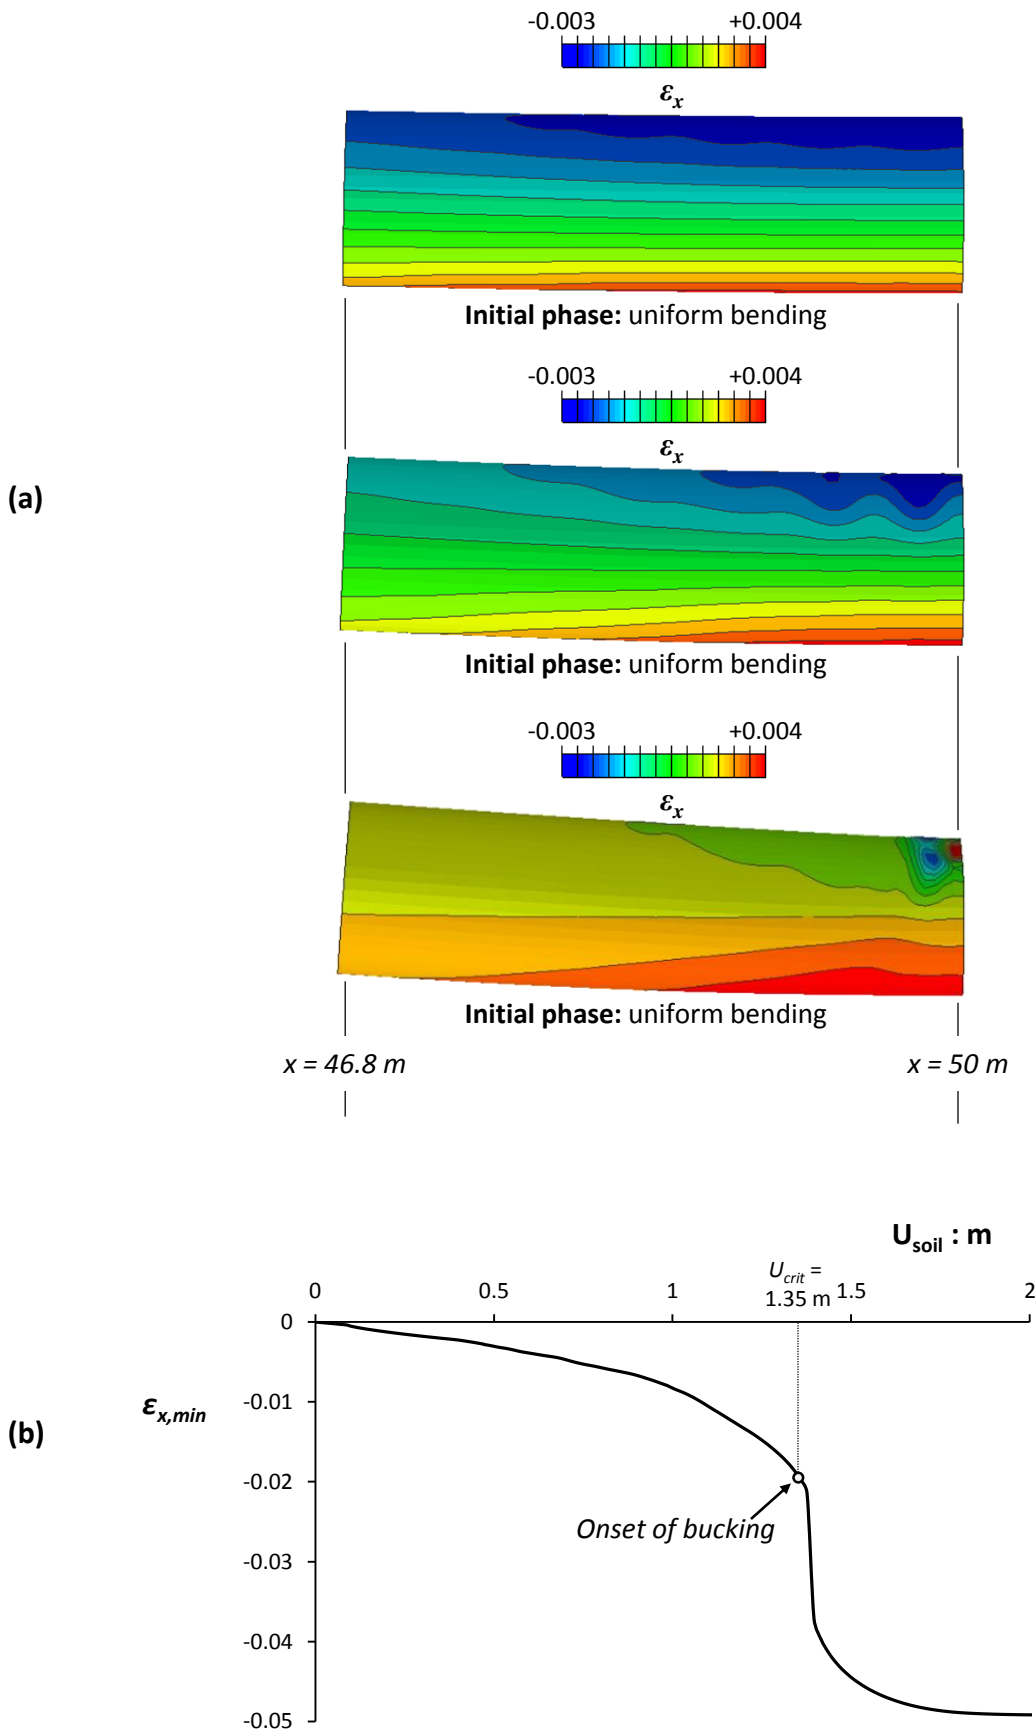 -0.003 +0.004
εx
Initial phase: uniform bending
-0.003 +0.004
εx
(a)
Initial phase: uniform bending
-0.003 +0.004
εx
Initial phase: uniform bending
x = 46.8 m x = 50 m
Usoil : m
Ucrit =
1.35 m
0 0.5 1 1.5 2
0
εx,min
-0.01
(b)
-0.02
Onset of bucking
-0.03
-0.04
-0.05